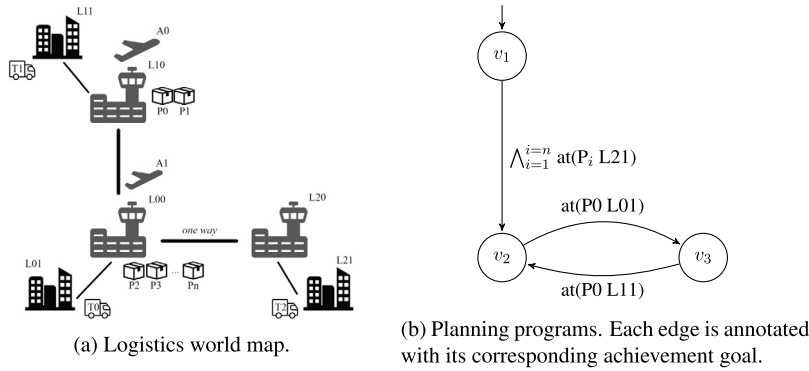 L11
A0
T1
L10
P0 P1
A1
L00
L20
one way
L01
L21
P2 P3 ... Pn
T0
T2
(a) Logistics world map.
v1
⋀_{i=1}^{i=n} at(P_i L21)
at(P0 L01)
v2
v3
at(P0 L11)
(b) Planning programs. Each edge is annotated
with its corresponding achievement goal.